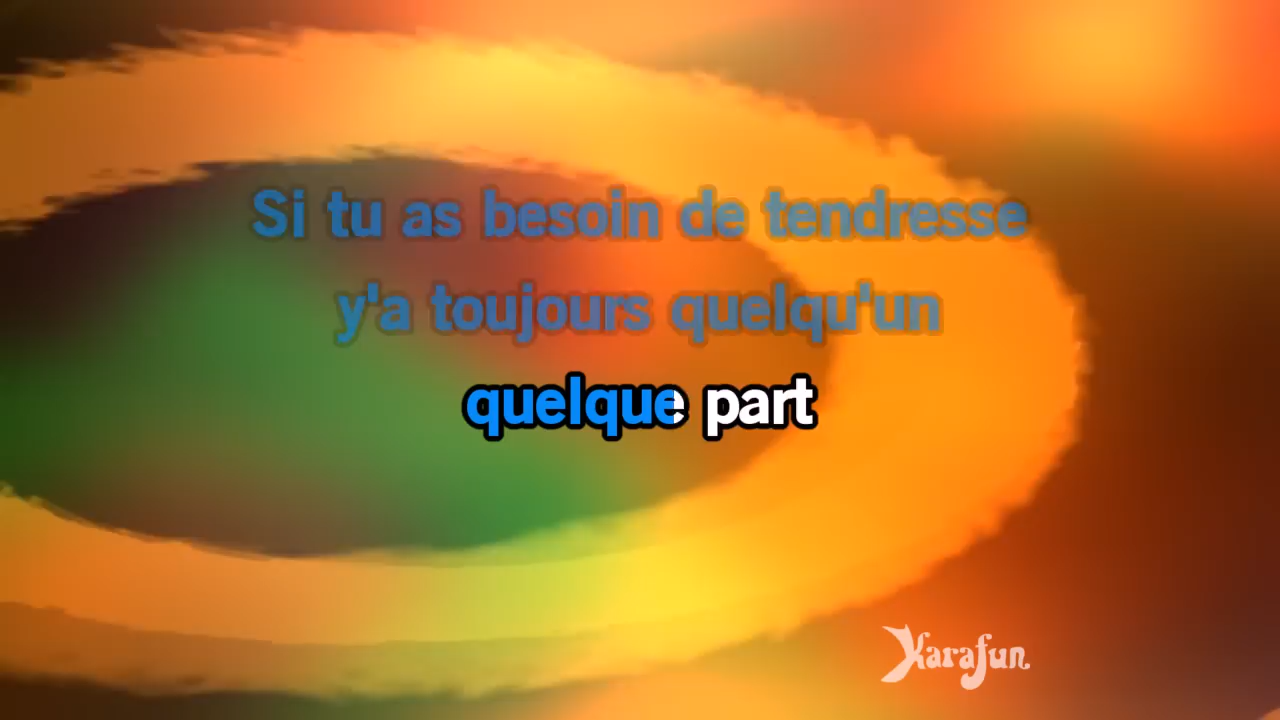 Si tu as besoin de tendresse
y'a toujours quelqu'un
quelque part
Karafun